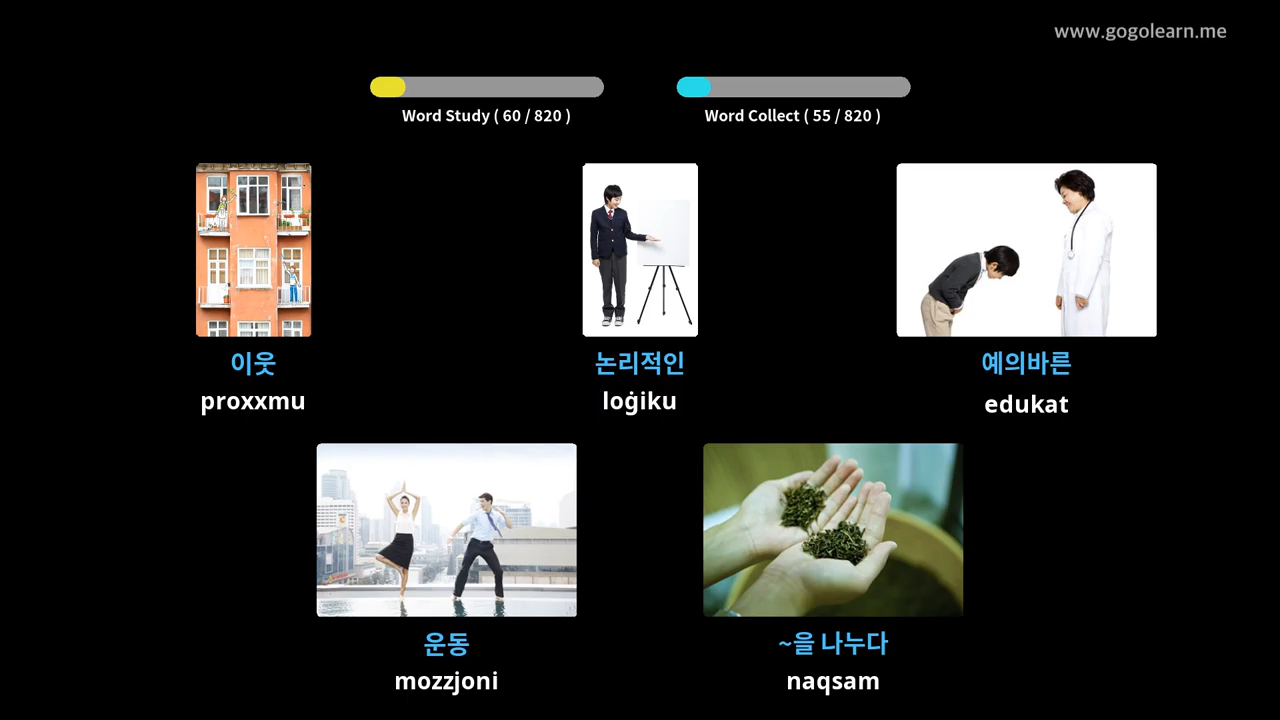 www.gogolearn.me
Word Study ( 60 / 820 )
Word Collect ( 55 / 820 )
이웃
proxxmu
논리적인
loġiku
예의바른
edukat
운동
mozzjoni
~을 나누다
naqsam